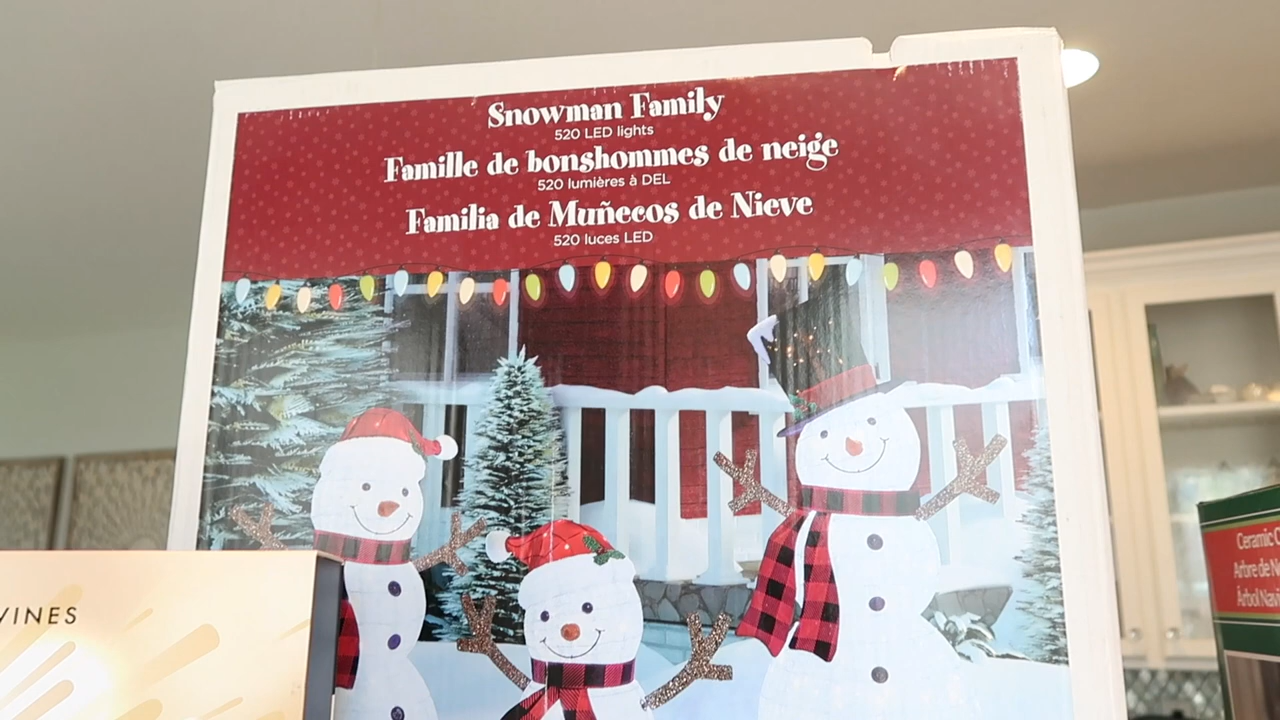 Snowman Family
520 LED lights
Famille de bonshommes de neige
520 lumières à DEL
Familia de Muñecos de Nieve
520 luces LED
VINES
Ceramic
Arbre de
Árbol